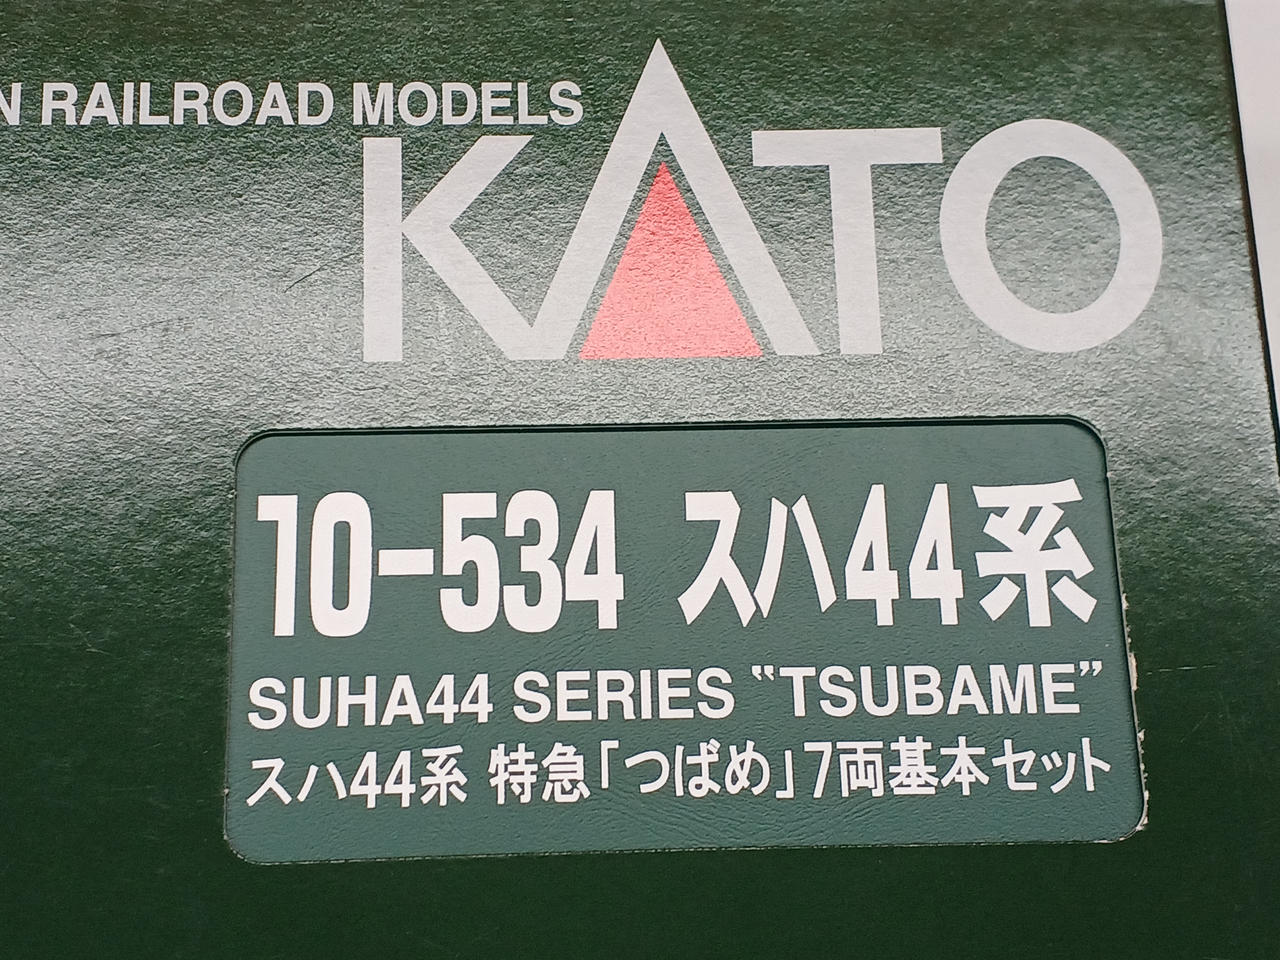 N RAILROAD MODELS
KATO
10-534 スハ44系
SUHA44 SERIES "TSUBAME"
スハ44系 特急「つばめ」7両基本セット